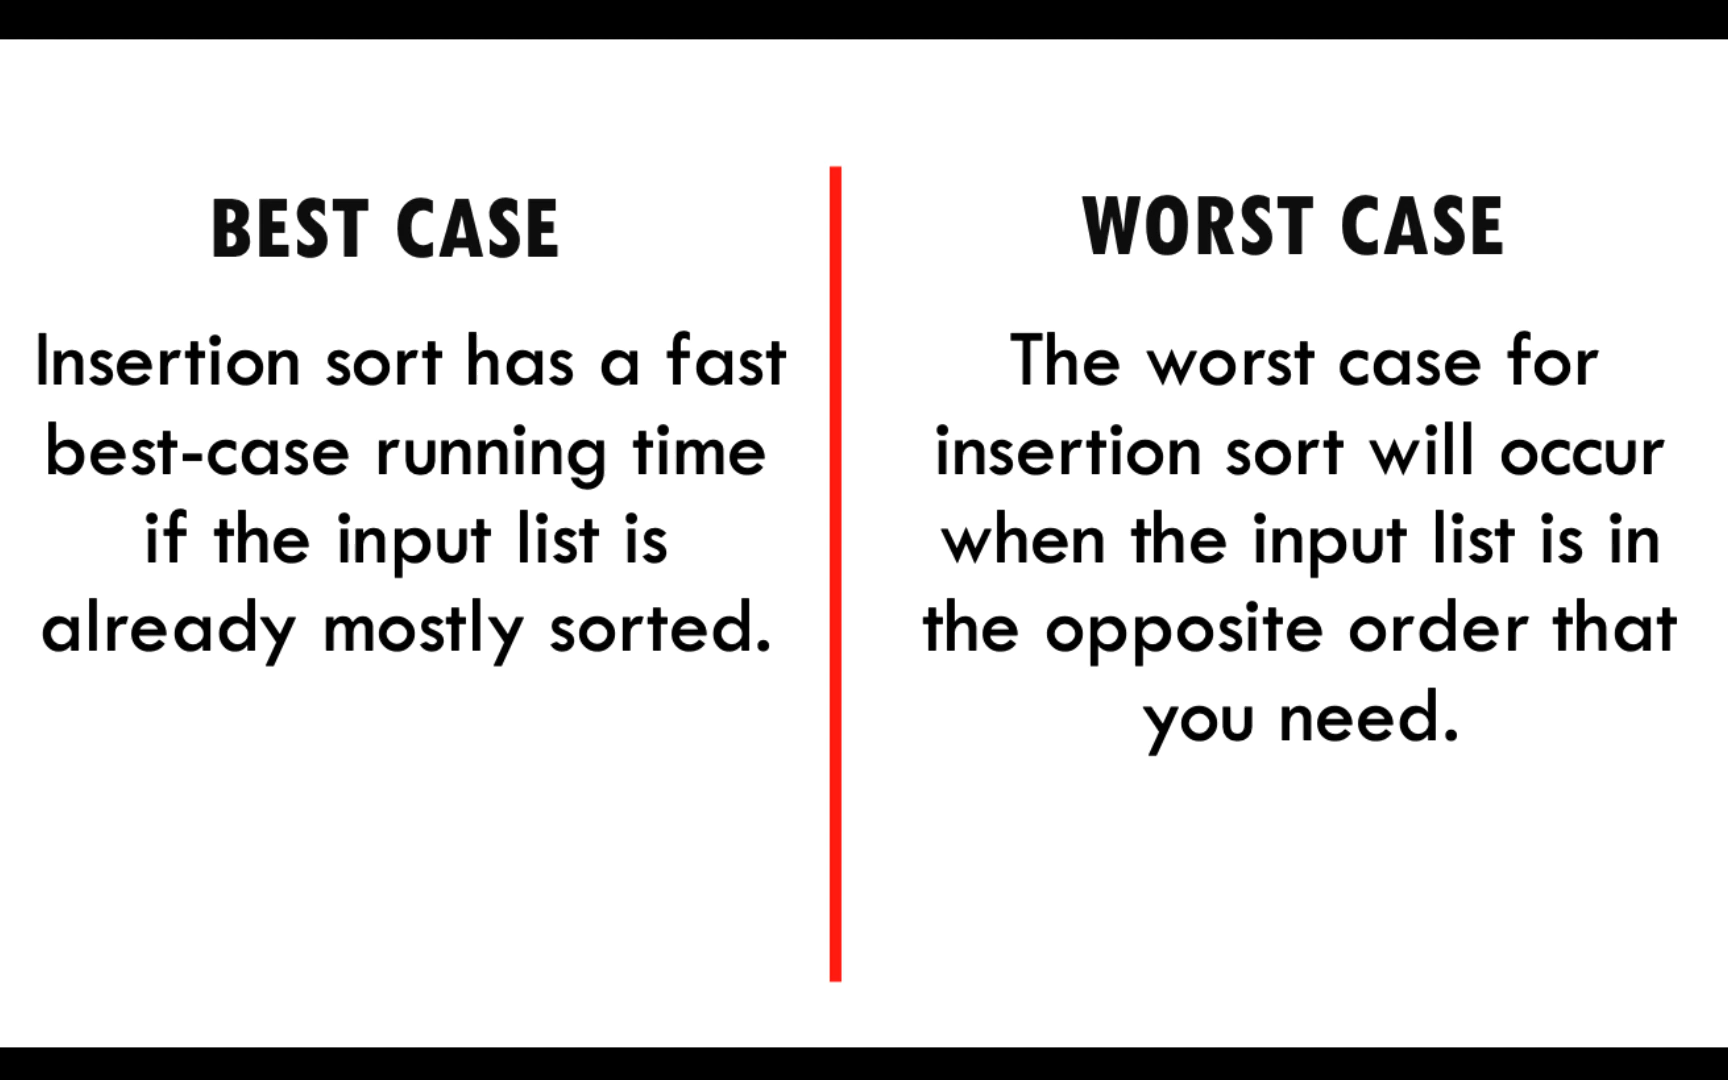 BEST CASE
Insertion sort has a fast
best-case running time
if the input list is
already mostly sorted.
WORST CASE
The worst case for
insertion sort will occur
when the input list is in
the opposite order that
you need.